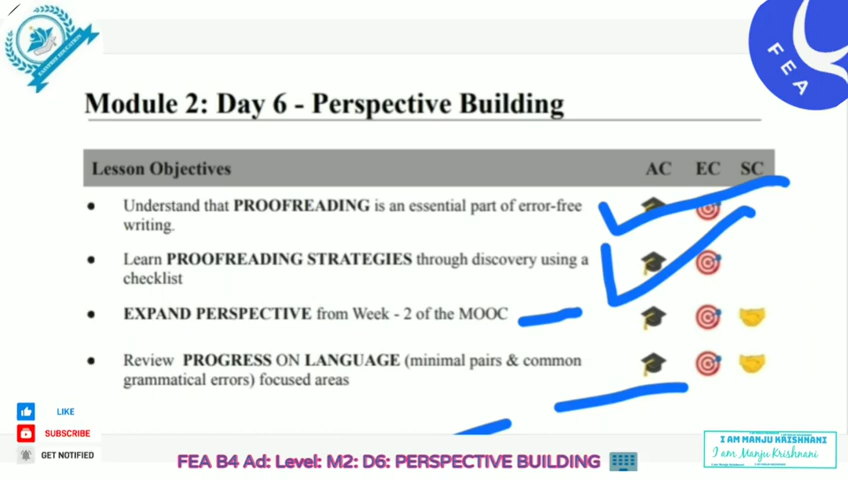 FEA
Module 2: Day 6 - Perspective Building
Lesson Objectives AC EC SC
● Understand that PROOFREADING is an essential part of error-free
writing.
● Learn PROOFREADING STRATEGIES through discovery using a
checklist
● EXPAND PERSPECTIVE from Week - 2 of the MOOC
● Review PROGRESS ON LANGUAGE (minimal pairs & common
grammatical errors) focused areas
LIKE
SUBSCRIBE
GET NOTIFIED
FEA B4 Ad: Level: M2: D6: PERSPECTIVE BUILDING
I AM MANJU KRISHNANI
I am Manju Krishnani